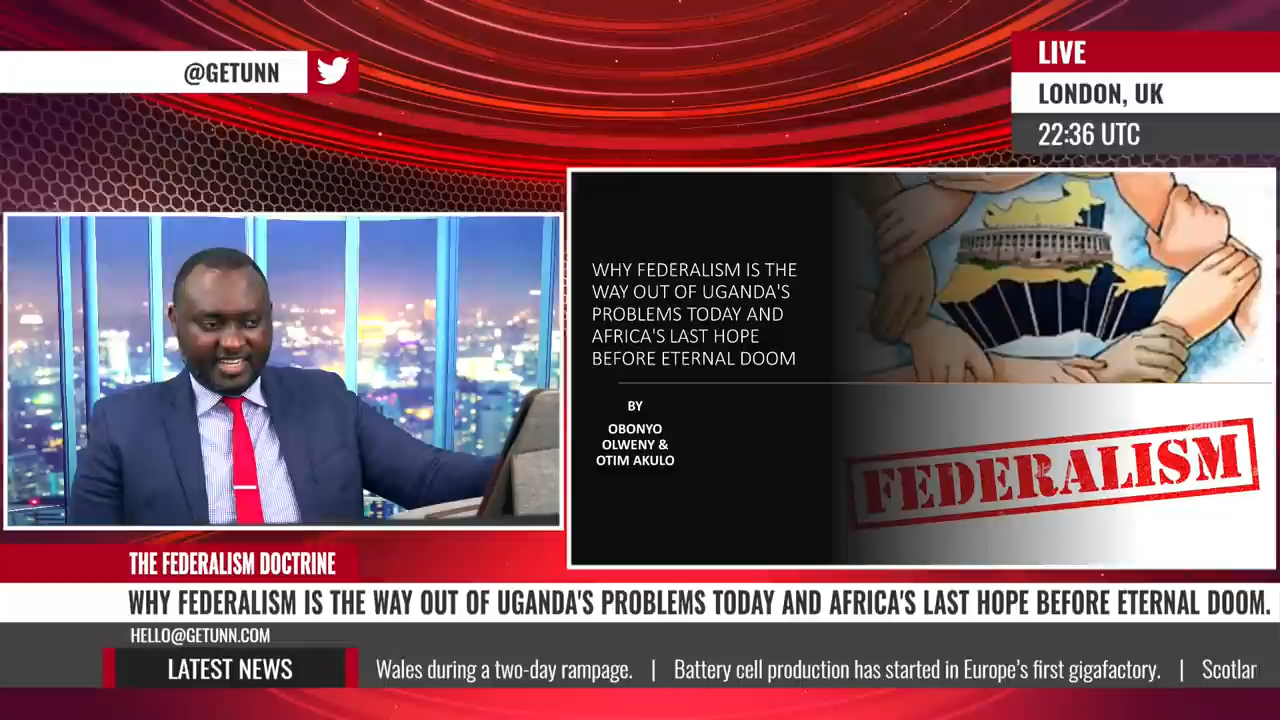 @GETUNN
LIVE
LONDON, UK
22:36 UTC
WHY FEDERALISM IS THE
WAY OUT OF UGANDA'S
PROBLEMS TODAY AND
AFRICA'S LAST HOPE
BEFORE ETERNAL DOOM
BY
OBONYO
OLWENY &
OTIM AKULO
FEDERALISM
THE FEDERALISM DOCTRINE
WHY FEDERALISM IS THE WAY OUT OF UGANDA'S PROBLEMS TODAY AND AFRICA'S LAST HOPE BEFORE ETERNAL DOOM.
HELLO@GETUNN.COM
LATEST NEWS
Wales during a two-day rampage. | Battery cell production has started in Europe's first gigafactory. | Scotlar